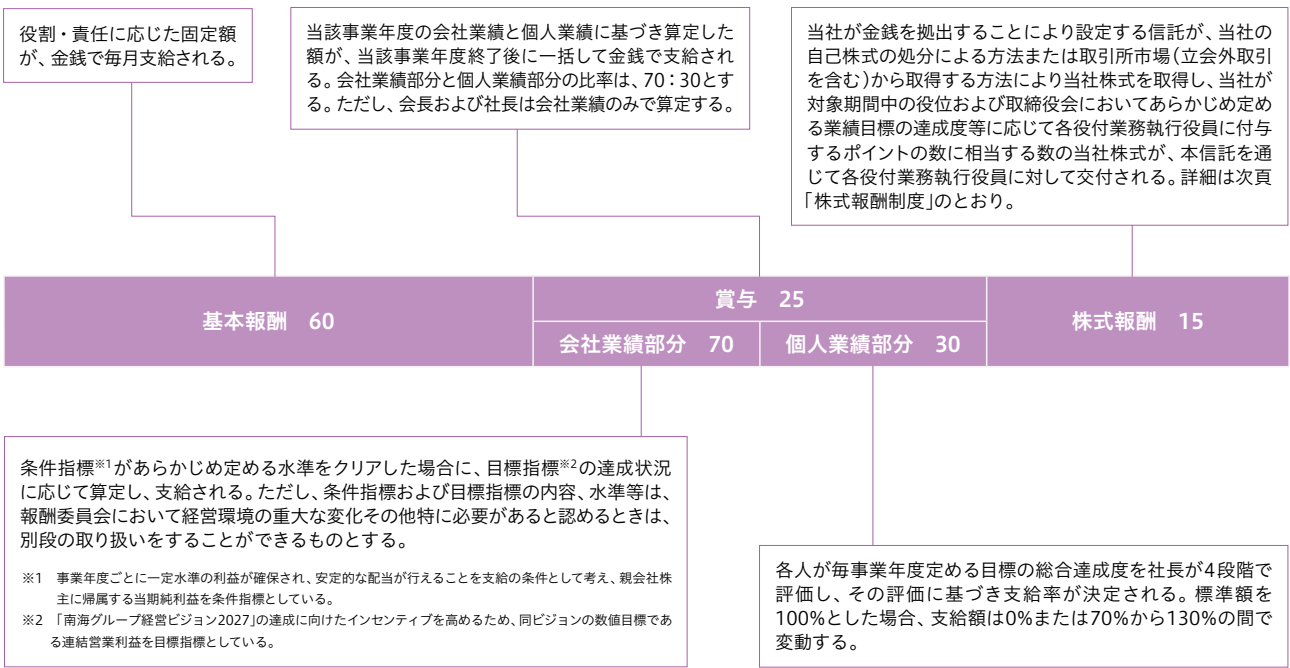 役割・責任に応じた固定額
が、金銭で毎月支給される。
当該事業年度の会社業績と個人業績に基づき算定した
額が、当該事業年度終了後に一括して金銭で支給され
る。会社業績部分と個人業績部分の比率は、70：30とす
る。ただし、会長および社長は会社業績のみで算定する。
当社が金銭を拠出することにより設定する信託が、当社の
自己株式の処分による方法または取引所市場（立会外取引
を含む）から取得する方法により当社株式を取得し、当社が
対象期間中の役位および取締役会においてあらかじめ定め
る業績目標の達成度等に応じて各役付業務執行役員に付与
するポイントの数に相当する数の当社株式が、本信託を通
じて各役付業務執行役員に対して交付される。詳細は次頁
「株式報酬制度」のとおり。
基本報酬　60
賞与　25
会社業績部分　70
個人業績部分　30
株式報酬　15
条件指標※1があらかじめ定める水準をクリアした場合に、目標指標※2の達成状況
に応じて算定し、支給される。ただし、条件指標および目標指標の内容、水準等は、
報酬委員会において経営環境の重大な変化その他特に必要があると認めるときは、
別段の取り扱いをすることができるものとする。
※1　事業年度ごとに一定水準の利益が確保され、安定的な配当が行えることを支給の条件として考え、親会社株
主に帰属する当期純利益を条件指標としている。
※2　「南海グループ経営ビジョン2027」の達成に向けたインセンティブを高めるため、同ビジョンの数値目標であ
る連結営業利益を目標指標としている。
各人が毎事業年度定める目標の総合達成度を社長が4段階で
評価し、その評価に基づき支給率が決定される。標準額を
100%とした場合、支給額は0%または70%から130%の間で
変動する。